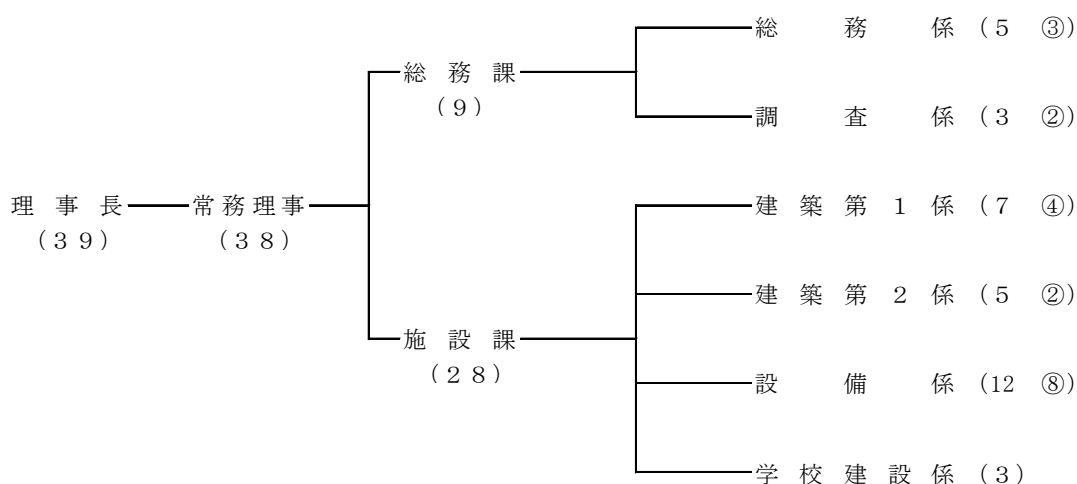 総務係（5 ③）
総務課
（9）
調査係（3 ②）
理事長
（39）
常務理事
（38）
建築第1係（7 ④）
建築第2係（5 ②）
施設課
（28）
設備係（12 ⑧）
学校建設係（3）